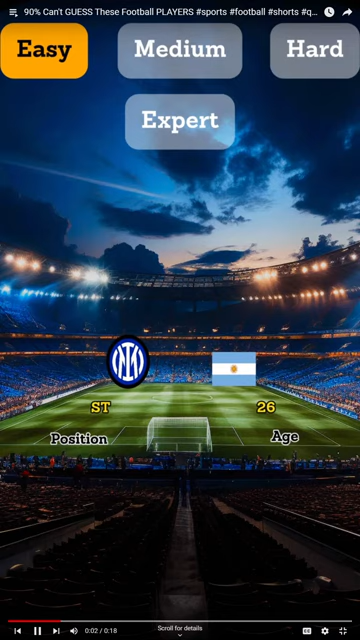 90% Can't GUESS These Football PLAYERS #sports #football #shorts #q...
Easy
Medium
Hard
Expert
ST
26
Position
Age
0:02 / 0:18
Scroll for details